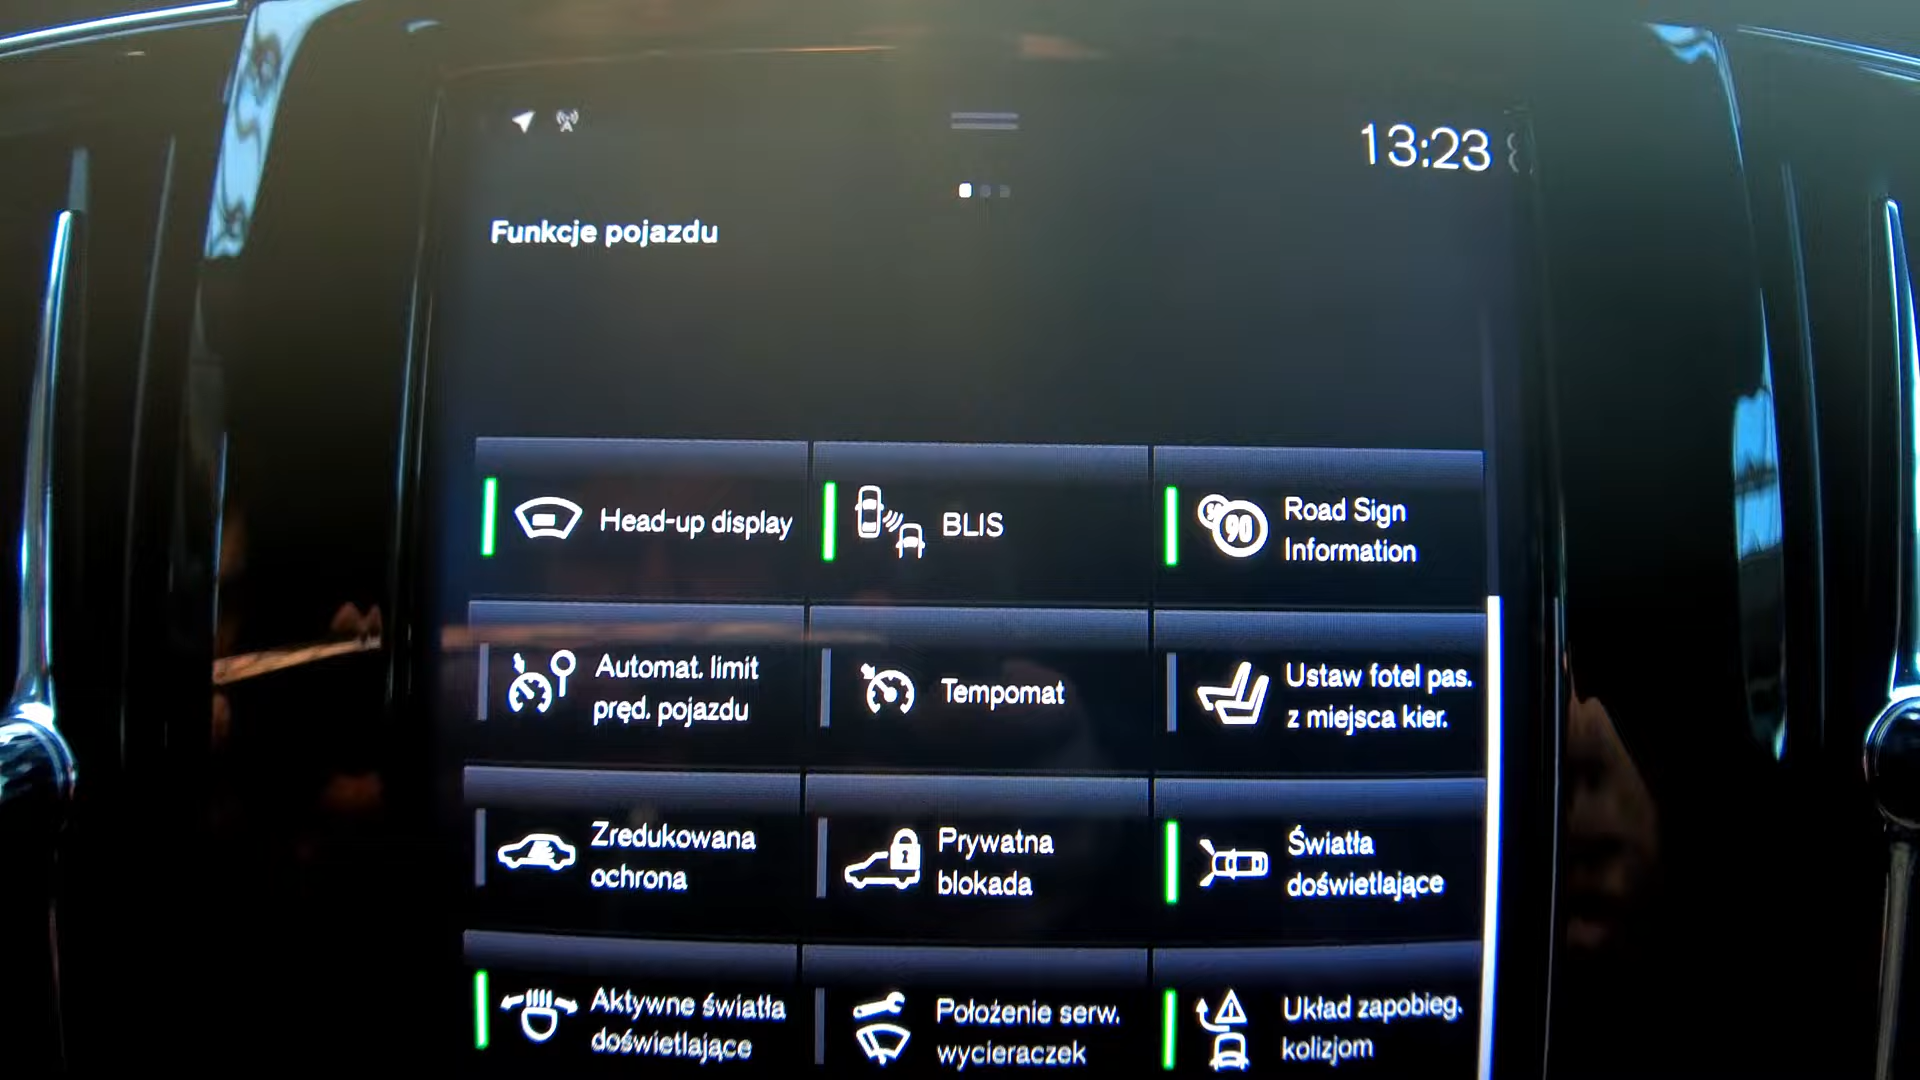 13:23
Funkcje pojazdu
Head-up display
BLIS
90
Road Sign
Information
Automat. limit
pręd. pojazdu
Tempomat
Ustaw fotel pas.
z miejsca kier.
Zredukowana
ochrona
Prywatna
blokada
Światła
doświetlające
Aktywne światła
doświetlające
Położenie serw.
wycieraczek
Układ zapobieg.
kolizjom